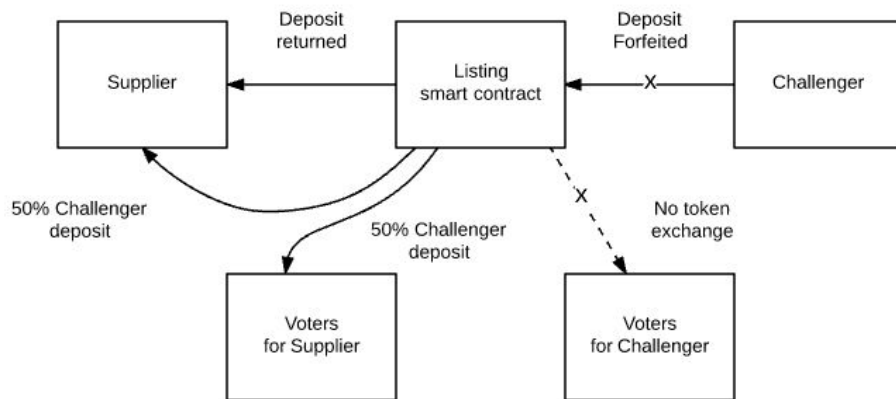 Deposit
returned
Deposit
Forfeited
Supplier
Listing
smart contract
X
Challenger
50% Challenger
deposit
50% Challenger
deposit
X
No token
exchange
Voters
for Supplier
Voters
for Challenger